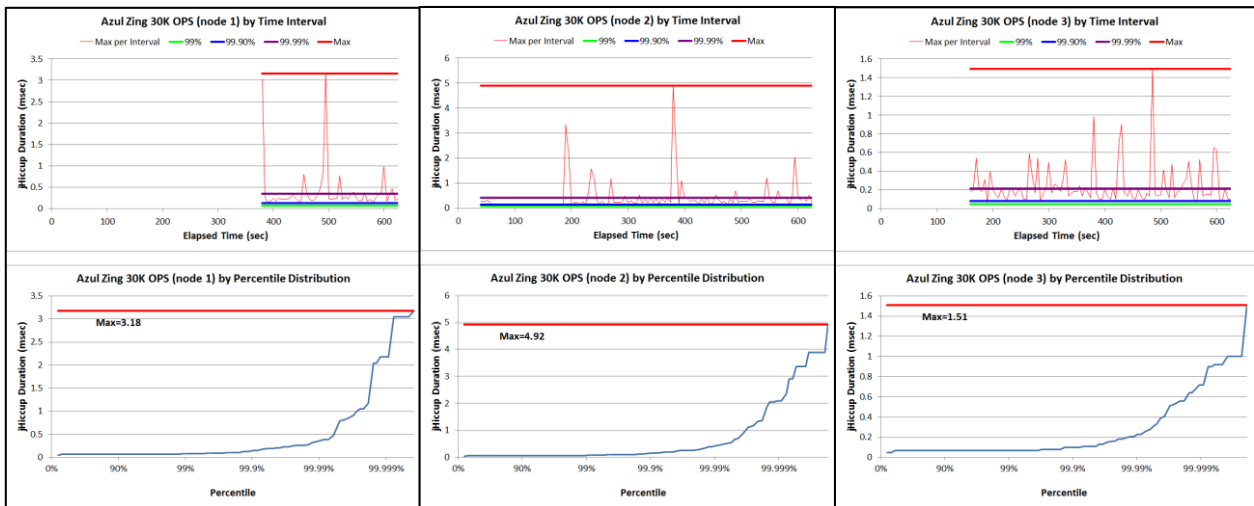 Azul Zing 30K OPS (node 1) by Time Interval
Max per Interval 99% 99.90% 99.99% Max
jHiccup Duration (msec)
3.5
3
2.5
2
1.5
1
0.5
0
0 100 200 300 400 500 600
Elapsed Time (sec)
Azul Zing 30K OPS (node 2) by Time Interval
Max per Interval 99% 99.90% 99.99% Max
jHiccup Duration (msec)
6
5
4
3
2
1
0
0 100 200 300 400 500 600
Elapsed Time (sec)
Azul Zing 30K OPS (node 3) by Time Interval
Max per Interval 99% 99.90% 99.99% Max
jHiccup Duration (msec)
1.6
1.4
1.2
1
0.8
0.6
0.4
0.2
0
0 100 200 300 400 500 600
Elapsed Time (sec)
Azul Zing 30K OPS (node 1) by Percentile Distribution
jHiccup Duration (msec)
3.5
3
2.5
2
1.5
1
0.5
0
Max=3.18
0% 90% 99% 99.9% 99.99% 99.999%
Percentile
Azul Zing 30K OPS (node 2) by Percentile Distribution
jHiccup Duration (msec)
6
5
4
3
2
1
0
Max=4.92
0% 90% 99% 99.9% 99.99% 99.999%
Percentile
Azul Zing 30K OPS (node 3) by Percentile Distribution
jHiccup Duration (msec)
1.6
1.4
1.2
1
0.8
0.6
0.4
0.2
0
Max=1.51
0% 90% 99% 99.9% 99.99% 99.999%
Percentile